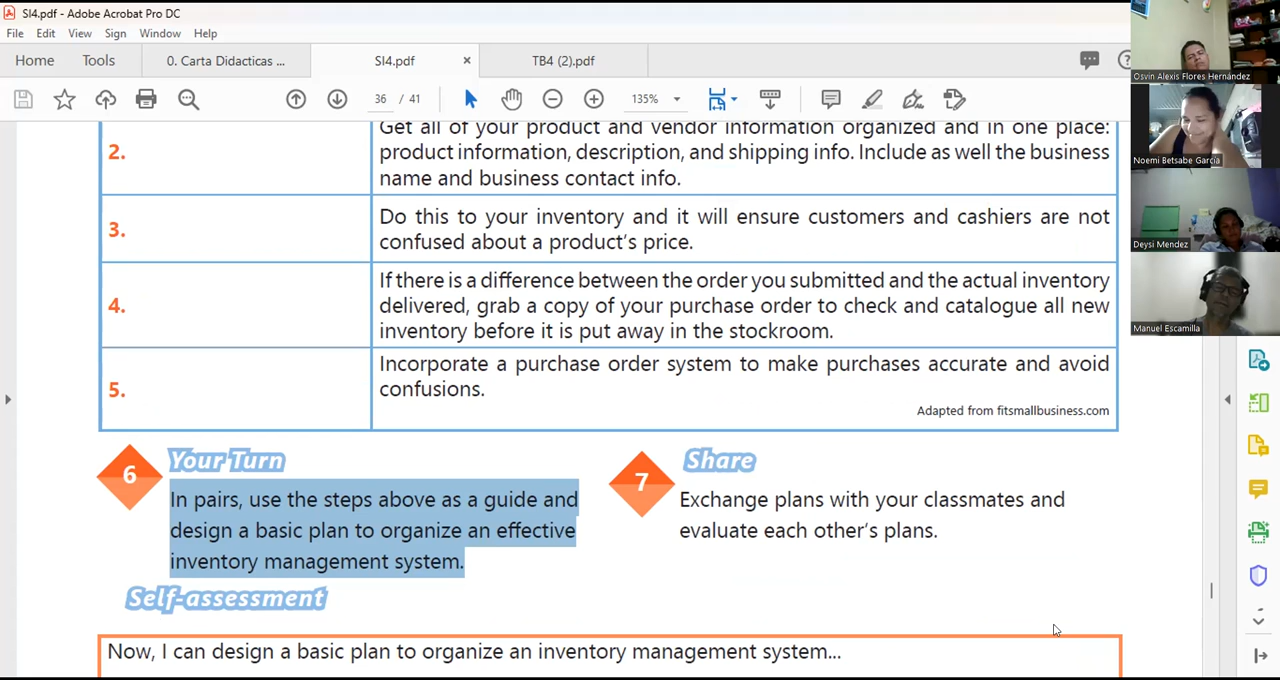 SI4.pdf - Adobe Acrobat Pro DC
File Edit View Sign Window Help
Home Tools 0. Carta Didacticas ... SI4.pdf × TB4 (2).pdf
36 / 41 135%
Get all of your product and vendor information organized and in one place:
2. product information, description, and shipping info. Include as well the business
name and business contact info.
3. Do this to your inventory and it will ensure customers and cashiers are not
confused about a product's price.
If there is a difference between the order you submitted and the actual inventory
4. delivered, grab a copy of your purchase order to check and catalogue all new
inventory before it is put away in the stockroom.
Incorporate a purchase order system to make purchases accurate and avoid
5. confusions.
Adapted from fitsmallbusiness.com
6 Your Turn
In pairs, use the steps above as a guide and
design a basic plan to organize an effective
inventory management system.
7 Share
Exchange plans with your classmates and
evaluate each other's plans.
Self-assessment
Now, I can design a basic plan to organize an inventory management system...
Osvin Alexis Flores Hernández
Noemi Betsabe Garcia
Deysi Mendez
Manuel Escamilla